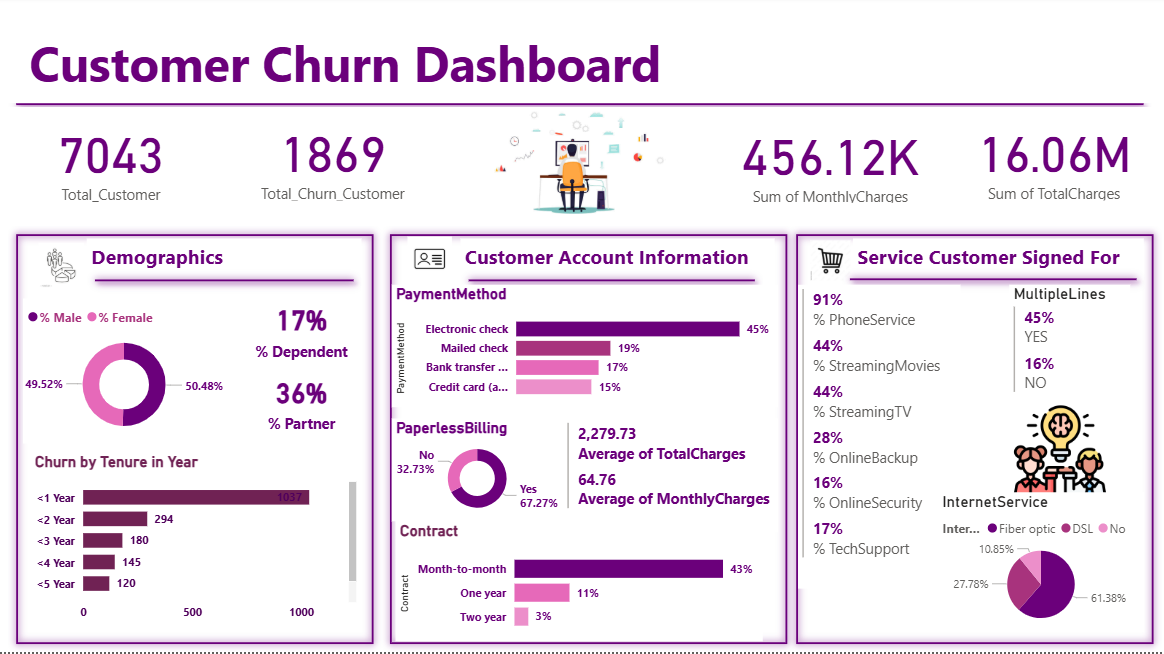 Customer Churn Dashboard
7043
Total_Customer
1869
Total_Churn_Customer
456.12K
Sum of MonthlyCharges
16.06M
Sum of TotalCharges
Demographics
% Male % Female
49.52%
50.48%
17%
% Dependent
36%
% Partner
Churn by Tenure in Year
<1 Year 1037
<2 Year 294
<3 Year 180
<4 Year 145
<5 Year 120
0 500 1000
Customer Account Information
PaymentMethod
PaymentMethod
Electronic check 45%
Mailed check 19%
Bank transfer ... 17%
Credit card (a... 15%
PaperlessBilling
No
32.73%
Yes
67.27%
2,279.73
Average of TotalCharges
64.76
Average of MonthlyCharges
Contract
Contract
Month-to-month 43%
One year 11%
Two year 3%
Service Customer Signed For
91%
% PhoneService
44%
% StreamingMovies
44%
% StreamingTV
28%
% OnlineBackup
16%
% OnlineSecurity
17%
% TechSupport
MultipleLines
45%
YES
16%
NO
InternetService
Inter... Fiber optic DSL No
10.85%
27.78%
61.38%